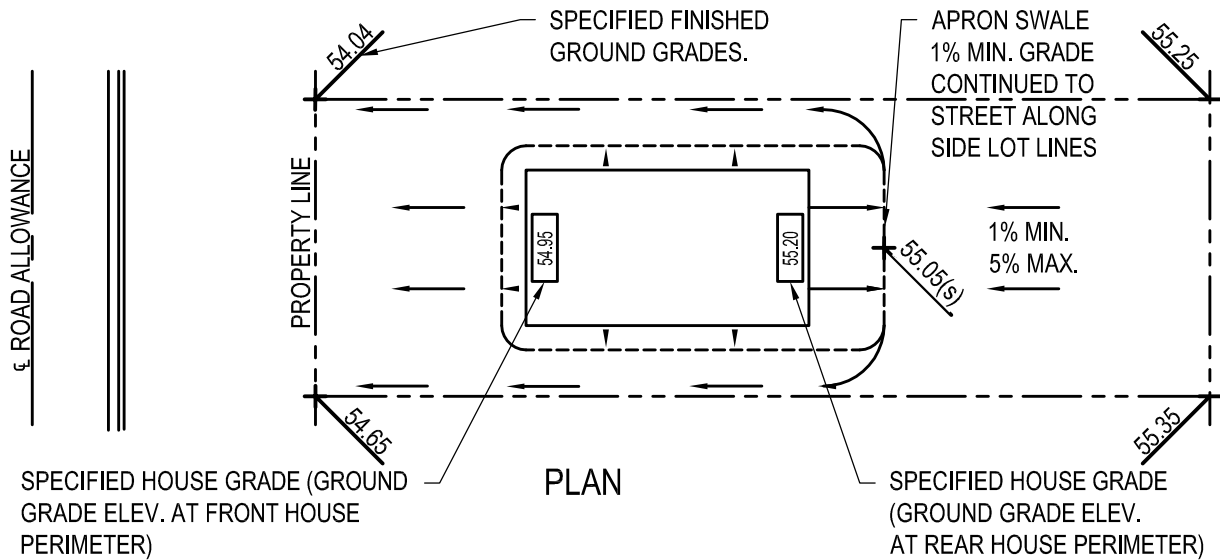 SPECIFIED FINISHED
GROUND GRADES.
APRON SWALE
1% MIN. GRADE
CONTINUED TO
STREET ALONG
SIDE LOT LINES
54.04
55.25
℄ ROAD ALLOWANCE
PROPERTY LINE
54.95
55.20
55.05(s)
1% MIN.
5% MAX.
54.65
55.35
SPECIFIED HOUSE GRADE (GROUND
GRADE ELEV. AT FRONT HOUSE
PERIMETER)
PLAN
SPECIFIED HOUSE GRADE
(GROUND GRADE ELEV.
AT REAR HOUSE PERIMETER)